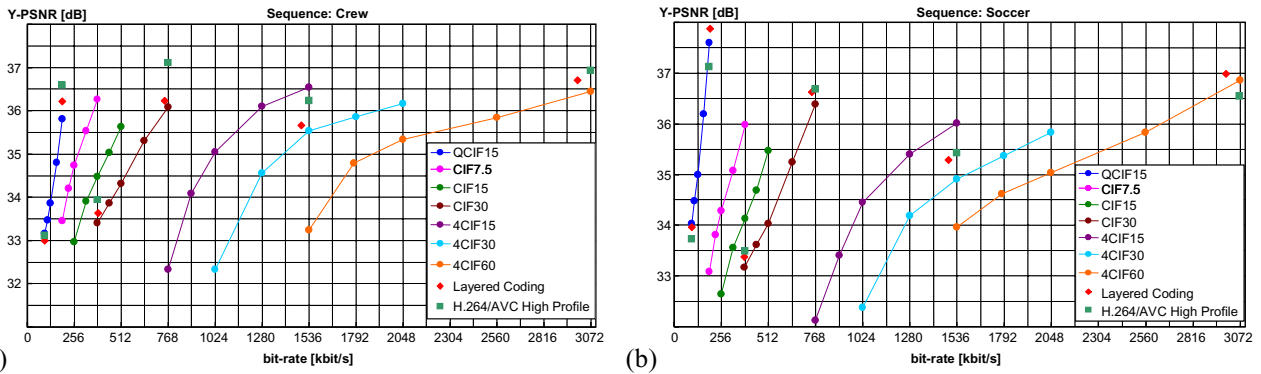 Y-PSNR [dB]
Sequence: Crew
37
36
35
34
33
32
QCIF15
CIF7.5
CIF15
CIF30
4CIF15
4CIF30
4CIF60
Layered Coding
H.264/AVC High Profile
0 256 512 768 1024 1280 1536 1792 2048 2304 2560 2816 3072
bit-rate [kbit/s]
)
Y-PSNR [dB]
Sequence: Soccer
37
36
35
34
33
QCIF15
CIF7.5
CIF15
CIF30
4CIF15
4CIF30
4CIF60
Layered Coding
H.264/AVC High Profile
0 256 512 768 1024 1280 1536 1792 2048 2304 2560 2816 3072
bit-rate [kbit/s]
(b)